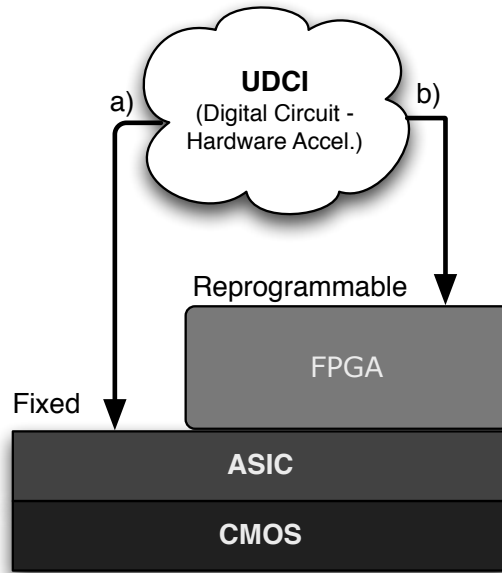 UDCI
a)
b)
(Digital Circuit -
Hardware Accel.)
Reprogrammable
FPGA
Fixed
ASIC
CMOS